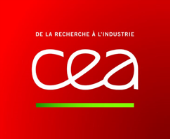 DE LA RECHERCHE À L'INDUSTRIE
cea